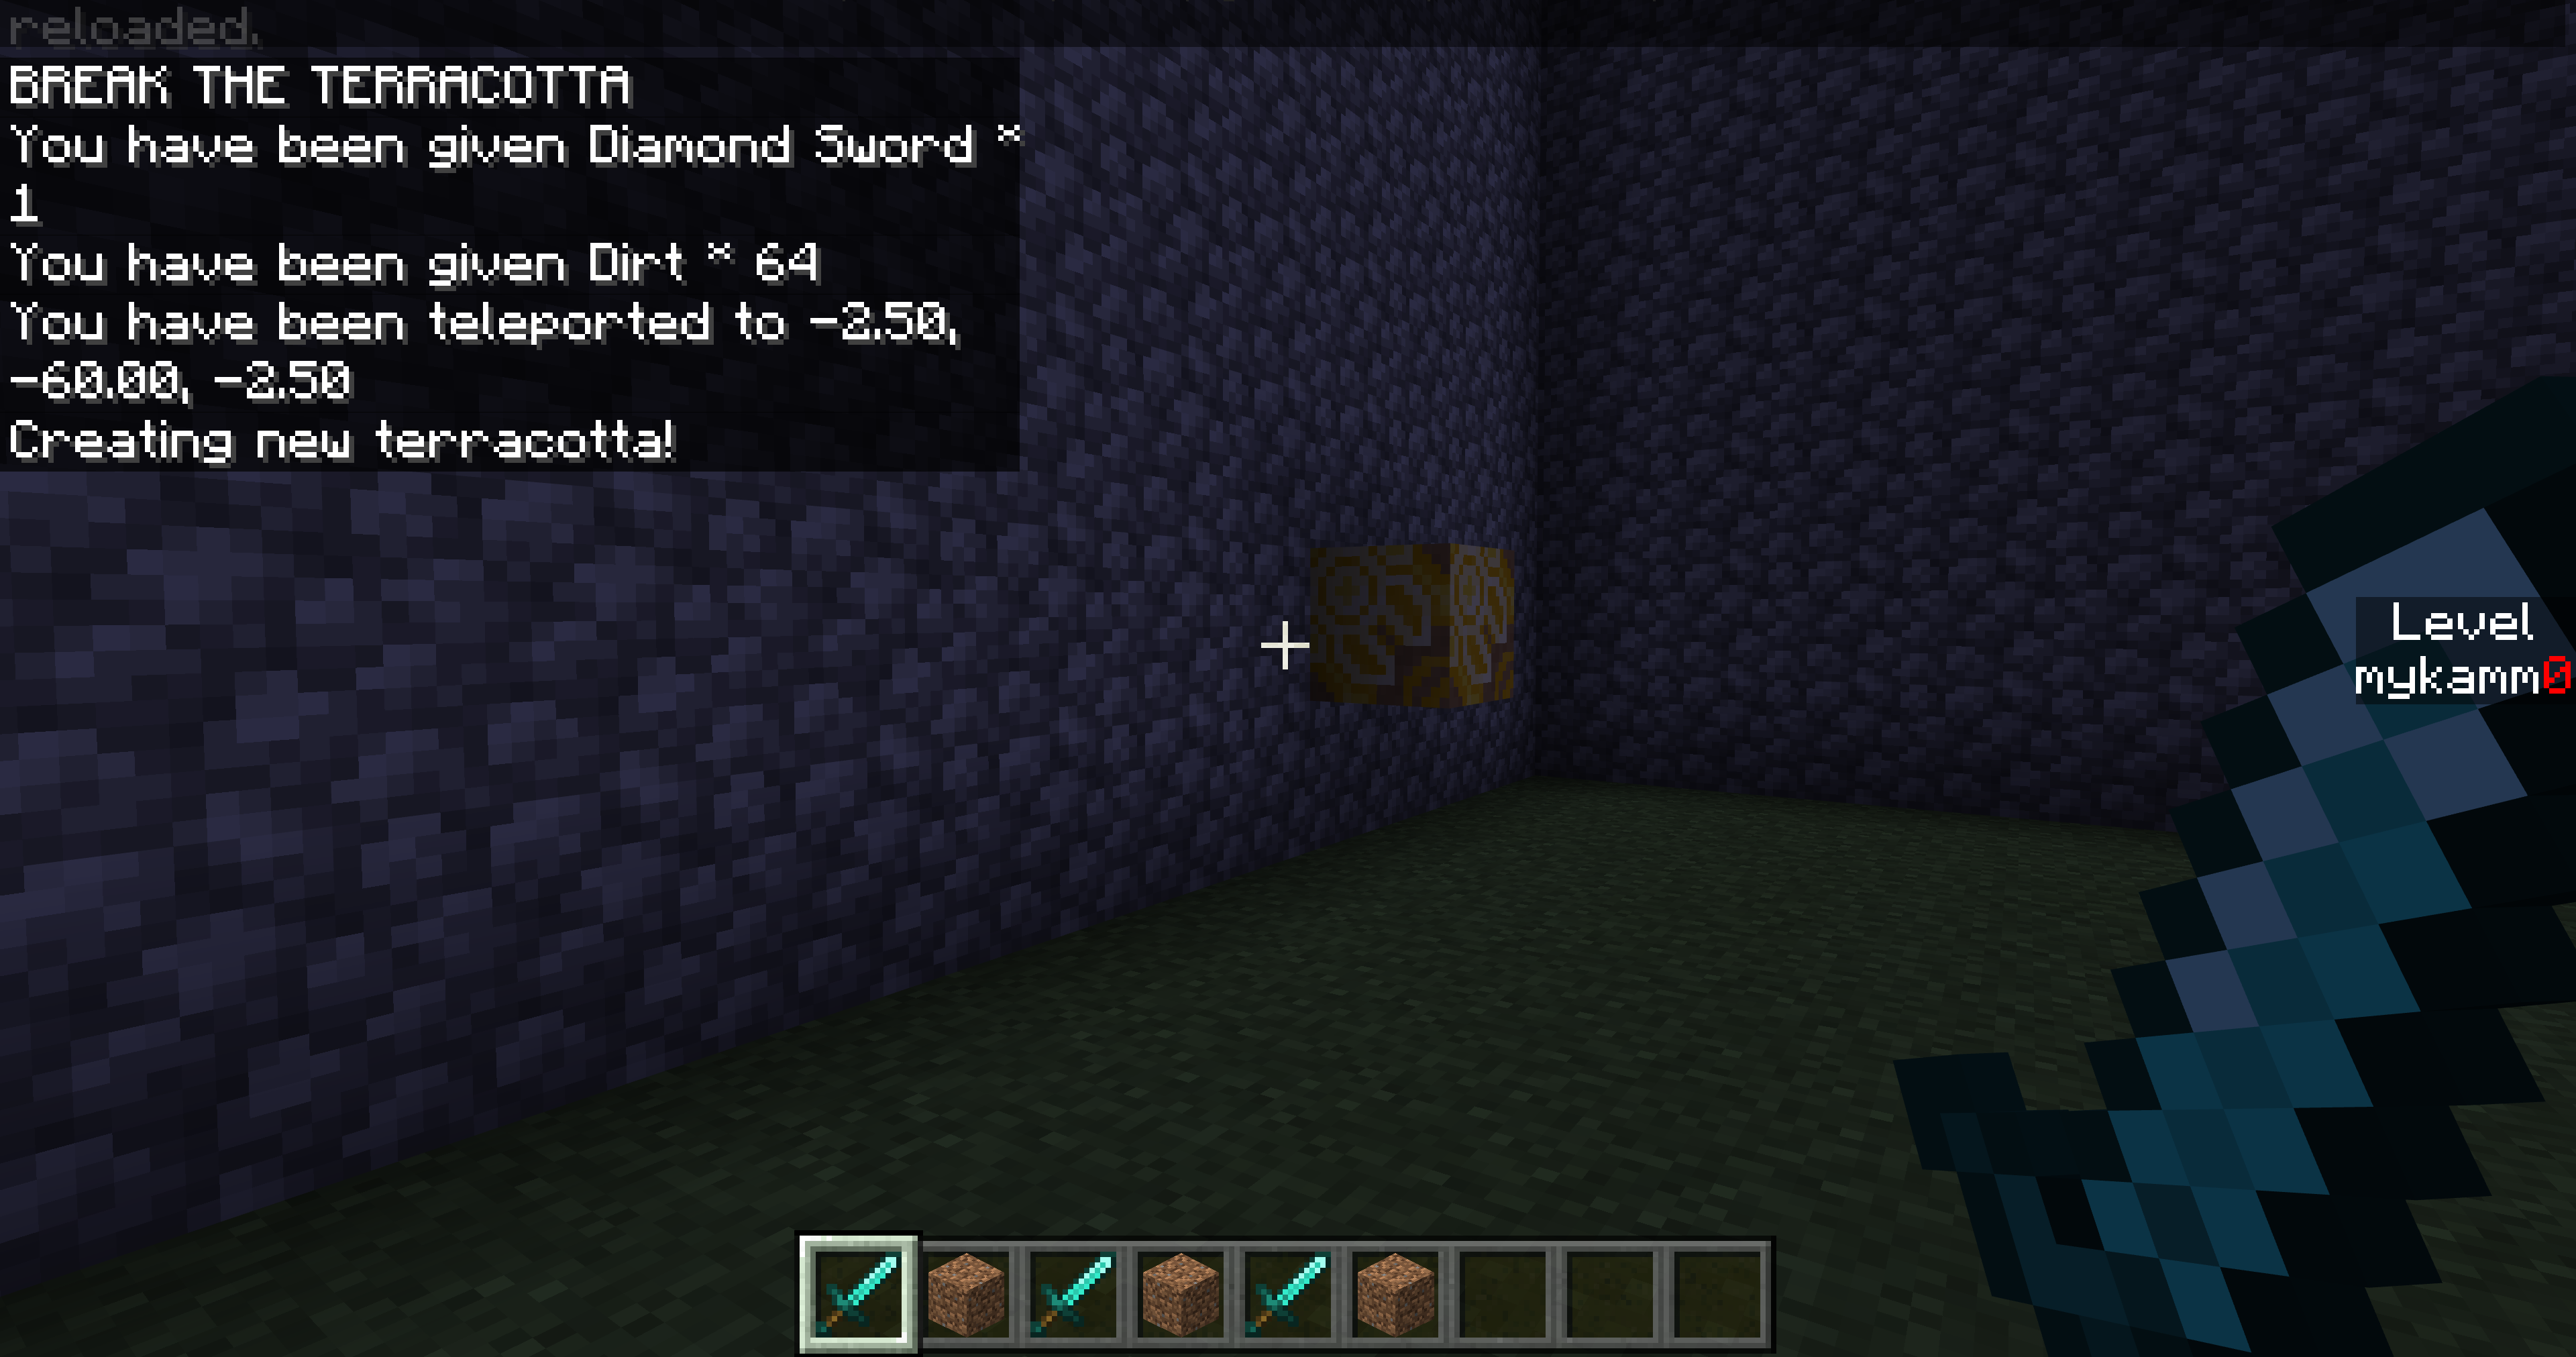 reloaded.
BREAK THE TERRACOTTA
You have been given Diamond Sword *
1
You have been given Dirt * 64
You have been teleported to -2.50,
-60.00, -2.50
Creating new terracotta!
Level
mykamm0